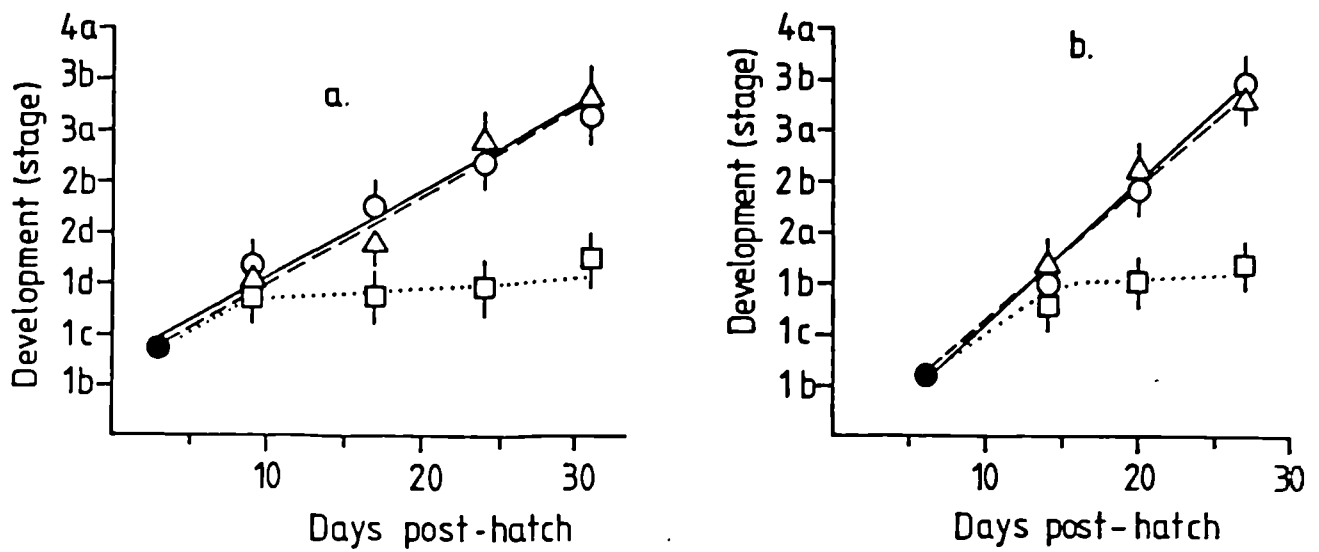 a.
4a
3b
3a
2b
2d
1d
1c
1b
Development (stage)
10 20 30
Days post-hatch
b.
4a
3b
3a
2b
2a
1b
1c
1b
Development (stage)
10 20 30
Days post-hatch